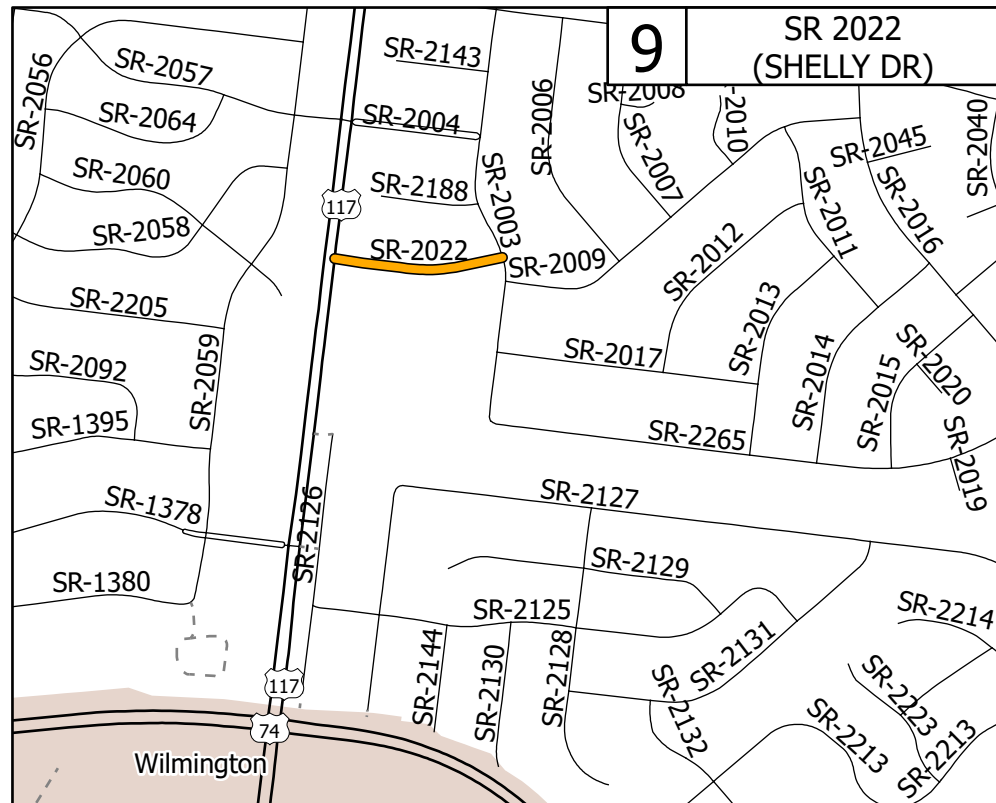 9
SR 2022
(SHELLY DR)
SR-2056
SR-2057
SR-2143
SR-2006
SR-2008
SR-2010
SR-2040
SR-2064
SR-2004
SR-2007
SR-2045
SR-2060
SR-2188
SR-2003
117
SR-2011
SR-2016
SR-2058
SR-2022
SR-2009
SR-2012
SR-2205
SR-2013
SR-2059
SR-2017
SR-2014
SR-2015
SR-2020
SR-2092
SR-1395
SR-2265
SR-2019
SR-1378
SR-2126
SR-2127
SR-2129
SR-1380
SR-2125
SR-2214
SR-2144
SR-2130
SR-2128
SR-2131
SR-2132
SR-2223
SR-2213
SR-2213
117
74
Wilmington